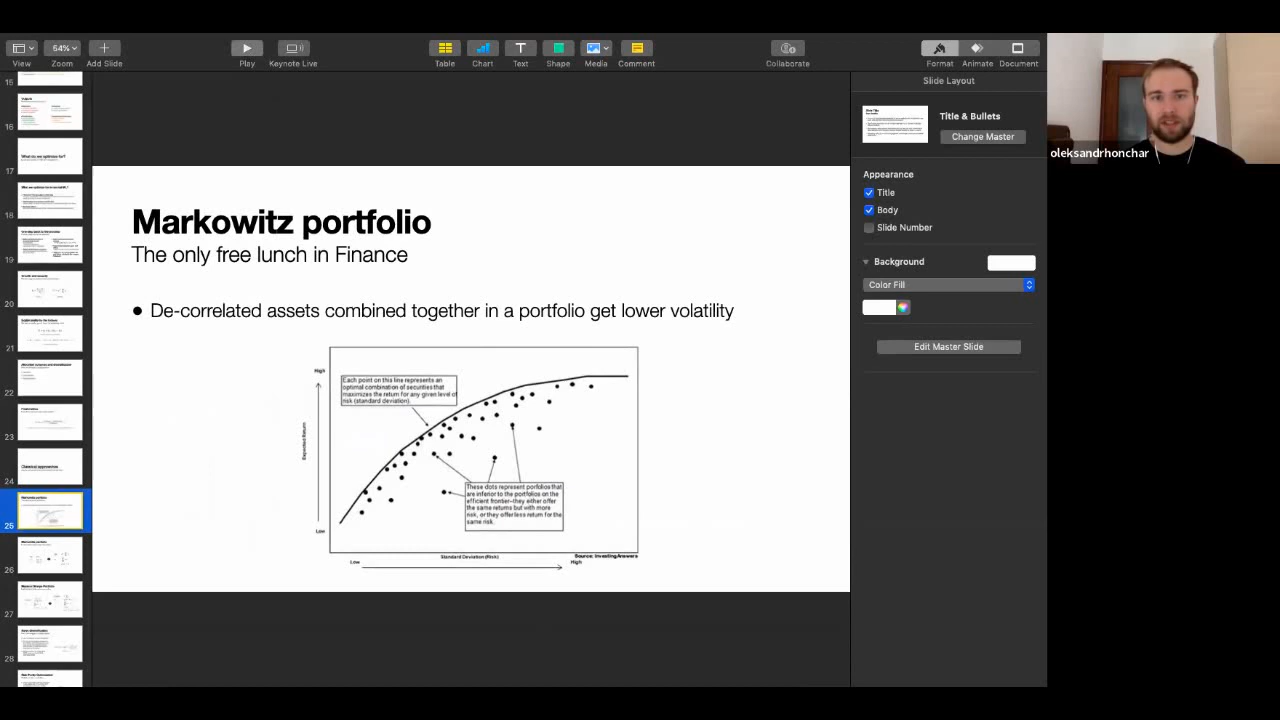 View
54%
Zoom
Add Slide
Play
Keynote Live
Table
Chart
Text
Shape
Media
Comment
Collaborate
Format
Animate
Document
15
16
17
What do we optimize for?
18
19
20
21
22
23
24
25
26
27
28
Markowitz portfolio
The only free lunch in Finance
● De-correlated assets combined together in a portfolio get lower volatility
High
Each point on this line represents an
optimal combination of securities that
maximizes the return for any given level of
risk (standard deviation).
Expected Return
These dots represent portfolios that
are inferior to the portfolios on the
efficient frontier–they either offer
the same returns but with more
risk, or they offer less return for the
same risk.
Low
Standard Deviation (Risk)
Source: InvestingAnswers
Low
High
Slide Layout
Title & Bullets
Change Master
Appearance
Title
Body
Slide Number
Background
Color Fill
Edit Master Slide
oleksandrhonchar